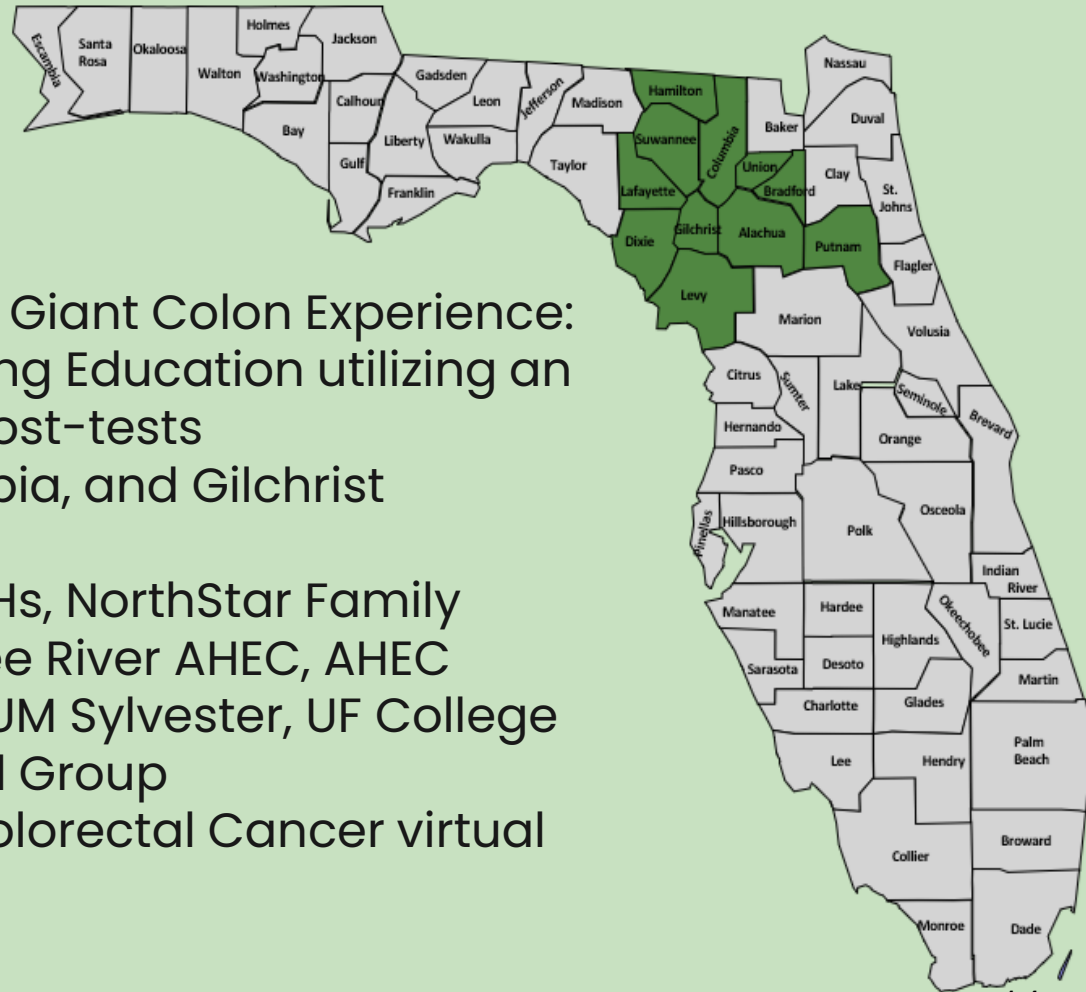 Giant Colon Experience:
ng Education utilizing an
ost-tests
bia, and Gilchrist
Hs, NorthStar Family
ee River AHEC, AHEC
UM Sylvester, UF College
l Group
olorectal Cancer virtual
Escambia
Santa
Rosa
Okaloosa
Walton
Holmes
Washington
Jackson
Bay
Calhoun
Gulf
Gadsden
Liberty
Leon
Wakulla
Franklin
Jefferson
Madison
Taylor
Hamilton
Suwannee
Lafayette
Columbia
Dixie
Gilchrist
Levy
Union
Bradford
Alachua
Putnam
Baker
Nassau
Duval
Clay
St.
Johns
Flagler
Marion
Volusia
Citrus
Sumter
Lake
Seminole
Hernando
Orange
Brevard
Pasco
Pinellas
Hillsborough
Polk
Osceola
Indian
River
Manatee
Hardee
Highlands
Okeechobee
St. Lucie
Sarasota
Desoto
Martin
Charlotte
Glades
Lee
Hendry
Palm
Beach
Collier
Broward
Monroe
Dade